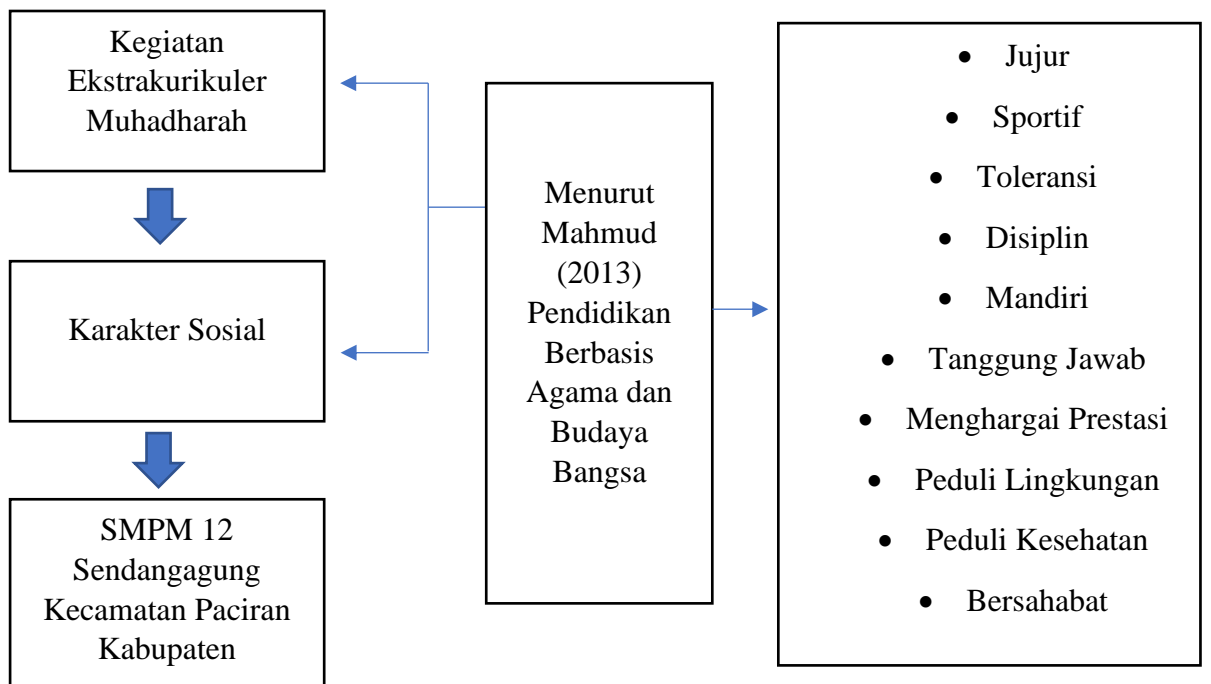 Kegiatan
Ekstrakurikuler
Muhadharah
Karakter Sosial
SMPM 12
Sendangagung
Kecamatan Paciran
Kabupaten
Menurut
Mahmud
(2013)
Pendidikan
Berbasis
Agama dan
Budaya
Bangsa
• Jujur
• Sportif
• Toleransi
• Disiplin
• Mandiri
• Tanggung Jawab
• Menghargai Prestasi
• Peduli Lingkungan
• Peduli Kesehatan
• Bersahabat